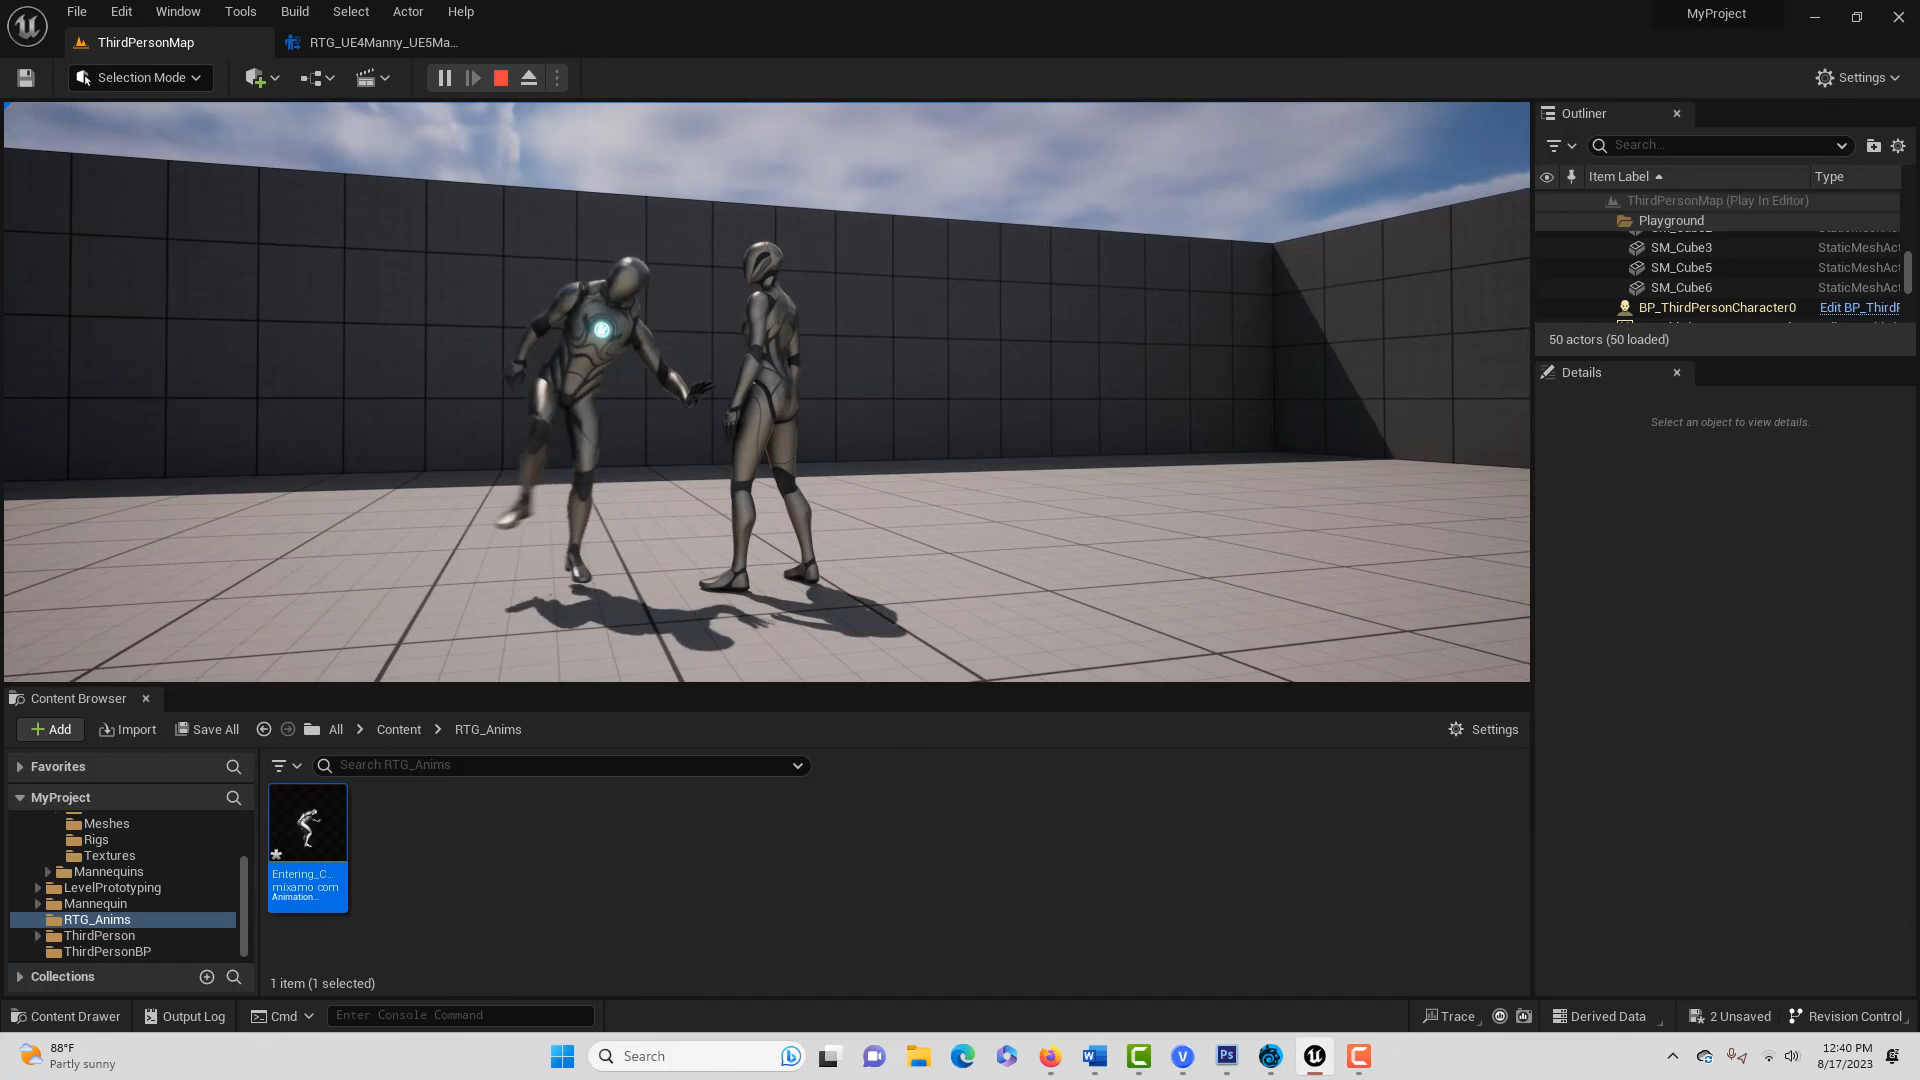 File Edit Window Tools Build Select Actor Help
MyProject
ThirdPersonMap
RTG_UE4Manny_UE5Ma...
Selection Mode
Settings
Outliner
Search...
Item Label
Type
ThirdPersonMap (Play In Editor)
Playground
SM_Cube3 StaticMeshAct
SM_Cube5 StaticMeshAct
SM_Cube6 StaticMeshAct
BP_ThirdPersonCharacter0 Edit BP_ThirdP
50 actors (50 loaded)
Details
Select an object to view details.
Content Browser
Add
Import
Save All
All
Content
RTG_Anims
Settings
Favorites
Search RTG_Anims
MyProject
Meshes
Rigs
Textures
Mannequins
LevelPrototyping
Mannequin
RTG_Anims
ThirdPerson
ThirdPersonBP
Entering_C...
mixamo_com
Animation...
Collections
1 item (1 selected)
Content Drawer
Output Log
Cmd
Enter Console Command
Trace
Derived Data
2 Unsaved
Revision Control
88°F
Partly sunny
Search
12:40 PM
8/17/2023